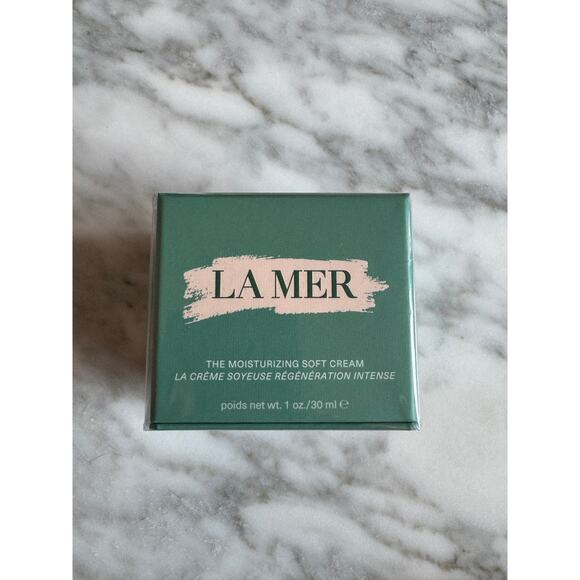 LA MER
THE MOISTURIZING SOFT CREAM
LA CRÈME SOYEUSE RÉGÉNÉRATION INTENSE
poids net wt. 1 oz./30 ml ℮